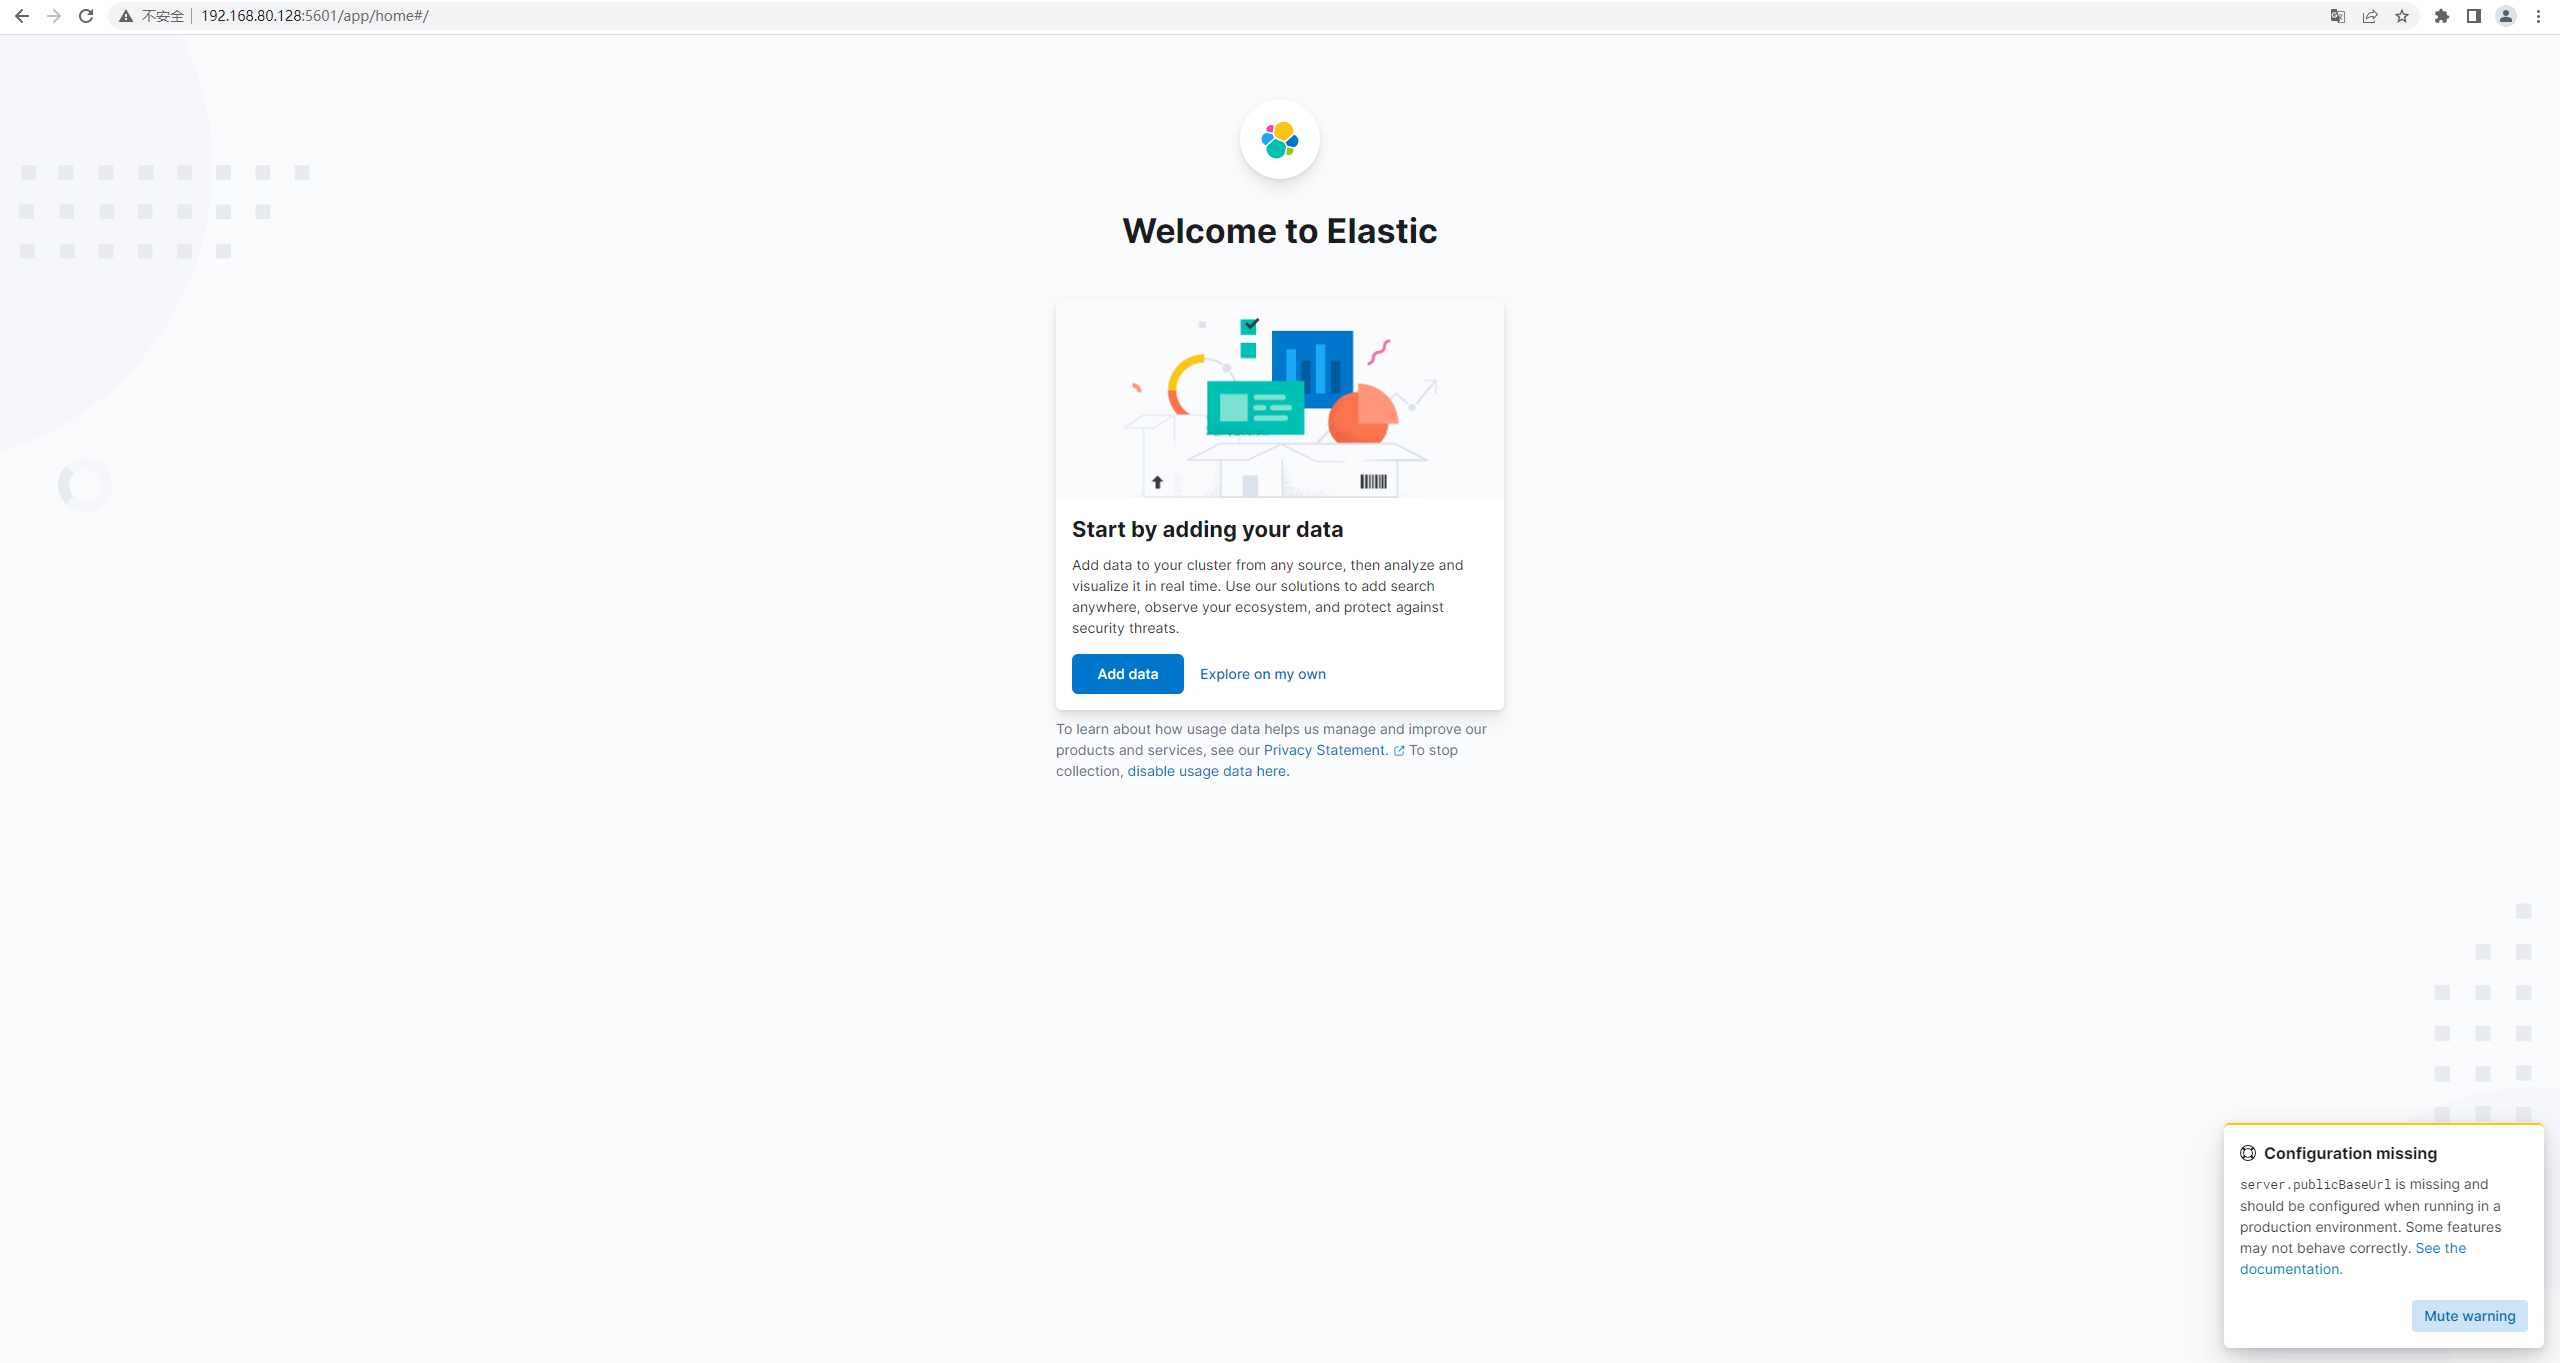 不安全 192.168.80.128:5601/app/home#/
Welcome to Elastic
Start by adding your data
Add data to your cluster from any source, then analyze and
visualize it in real time. Use our solutions to add search
anywhere, observe your ecosystem, and protect against
security threats.
Add data Explore on my own
To learn about how usage data helps us manage and improve our
products and services, see our Privacy Statement. To stop
collection, disable usage data here.
Configuration missing
server.publicBaseUrl is missing and
should be configured when running in a
production environment. Some features
may not behave correctly. See the
documentation.
Mute warning